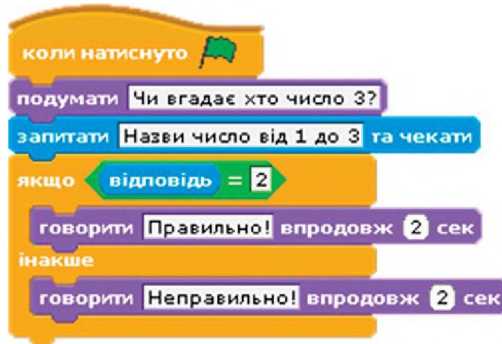 коли натиснуто
подумати Чи вгадає хто число 3?
запитати Назви число від 1 до 3 та чекати
якщо відповідь = 2
говорити Правильно! впродовж 2 сек
інакше
говорити Неправильно! впродовж 2 сек